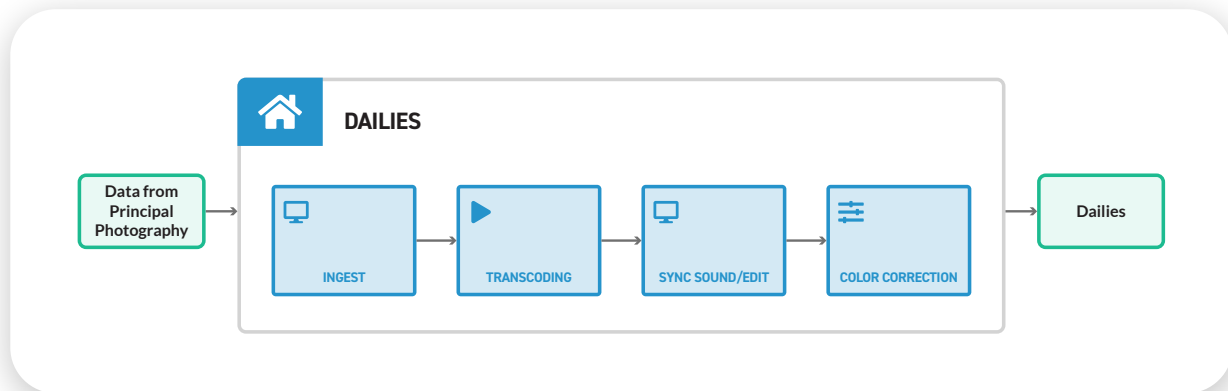 DAILIES
Data from
Principal
Photography
INGEST
TRANSCODING
SYNC SOUND/EDIT
COLOR CORRECTION
Dailies